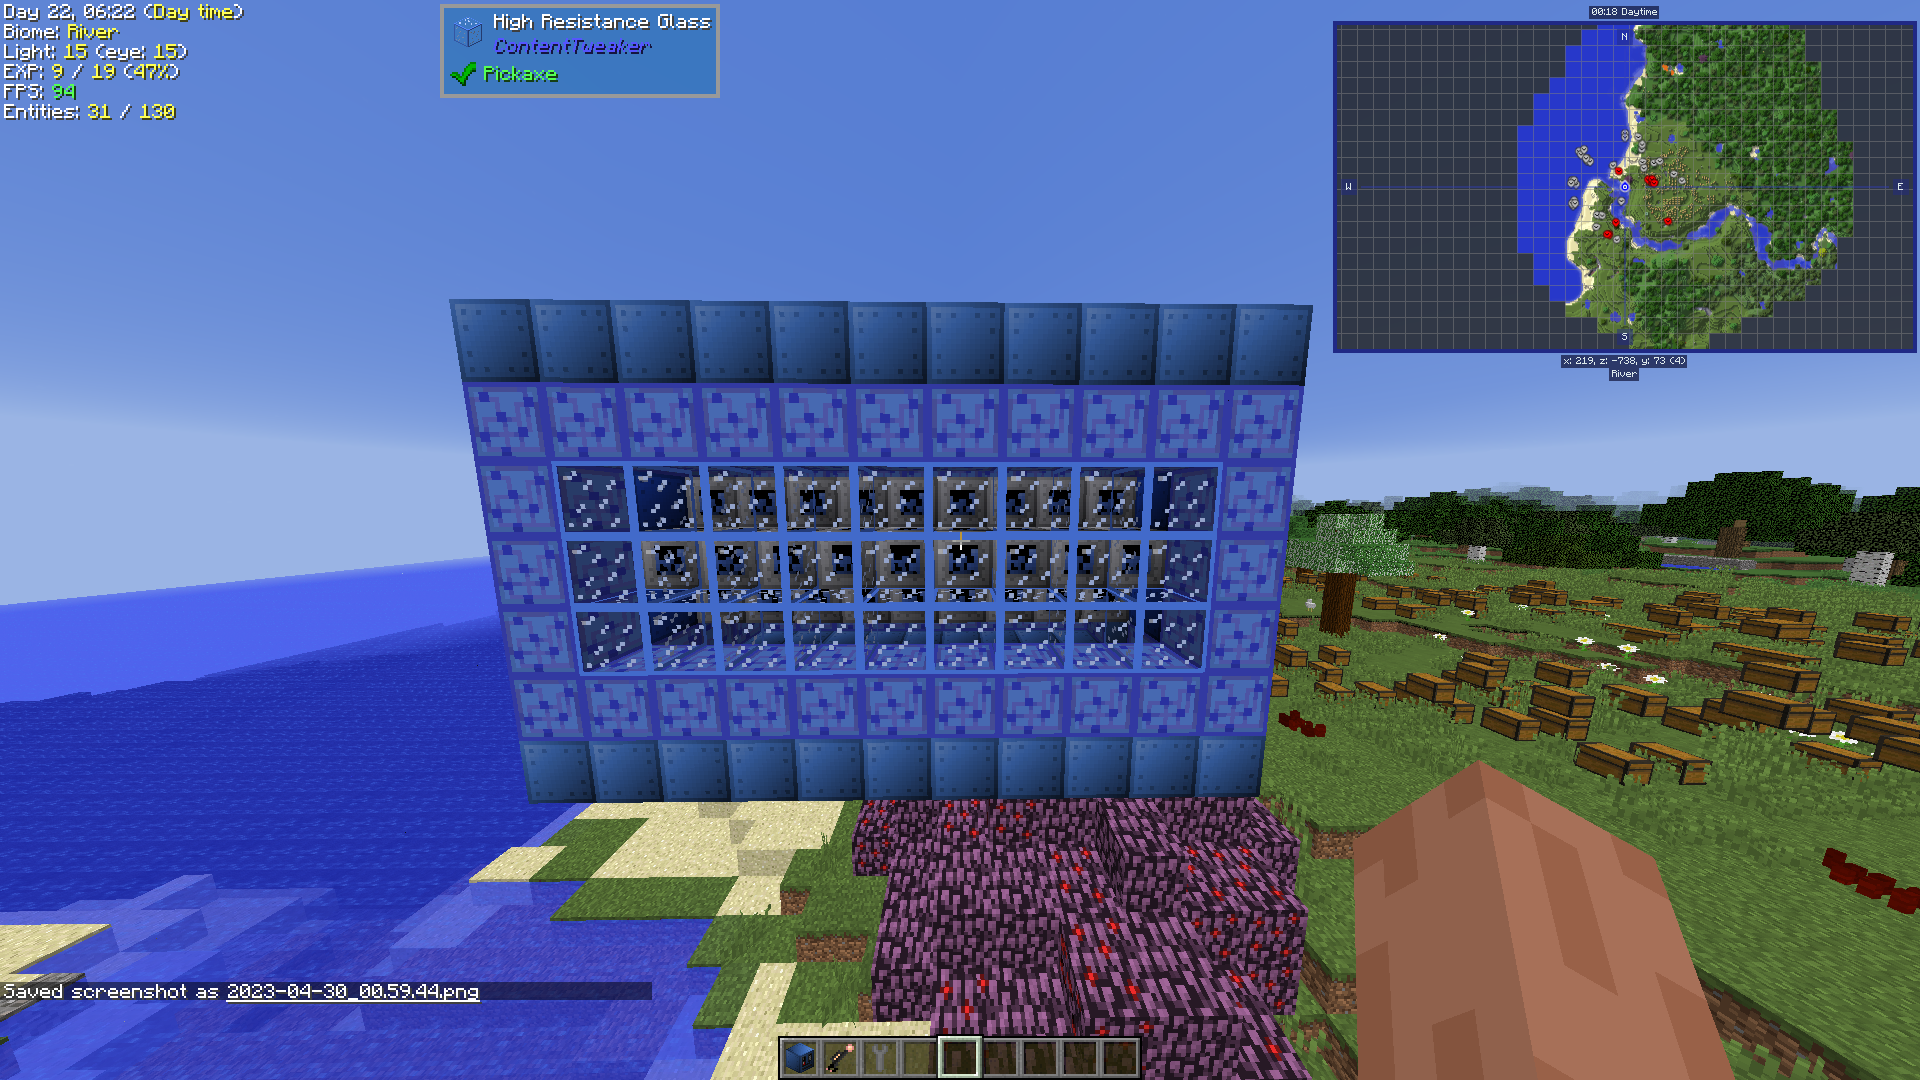 Day 22, 06:22 (Day time)
Biome: River
Light: 15 (eye: 15)
EXP: 9 / 19 (47%)
FPS: 94
Entities: 31 / 130
High Resistance Glass
ContentTweaker
Pickaxe
00:18 Daytime
N
W
E
S
x: 219, z: -738, y: 73 (4)
River
Saved screenshot as 2023-04-30_00.59.44.png